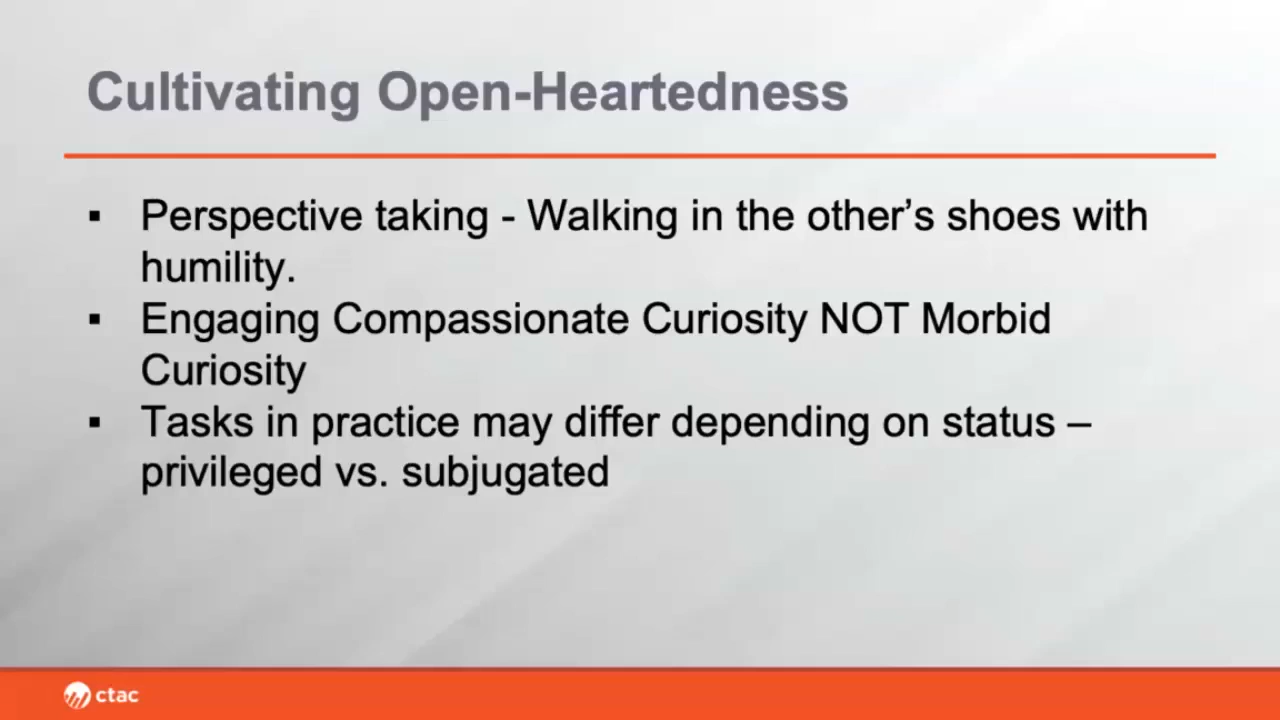 Cultivating Open-Heartedness
▪ Perspective taking - Walking in the other’s shoes with
humility.
▪ Engaging Compassionate Curiosity NOT Morbid
Curiosity
▪ Tasks in practice may differ depending on status –
privileged vs. subjugated
ctac